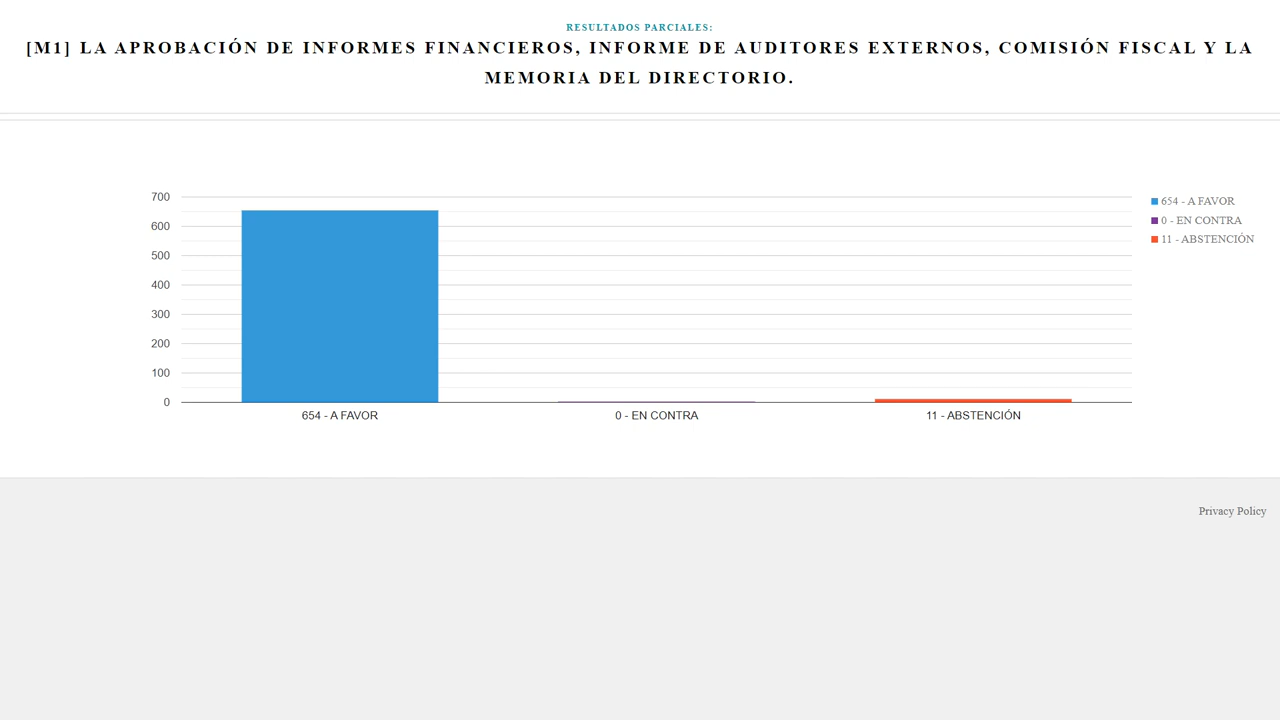 RESULTADOS PARCIALES:
[M1] LA APROBACIÓN DE INFORMES FINANCIEROS, INFORME DE AUDITORES EXTERNOS, COMISIÓN FISCAL Y LA
MEMORIA DEL DIRECTORIO.
700
600
500
400
300
200
100
0
654 - A FAVOR
0 - EN CONTRA
11 - ABSTENCIÓN
654 - A FAVOR
0 - EN CONTRA
11 - ABSTENCIÓN
Privacy Policy